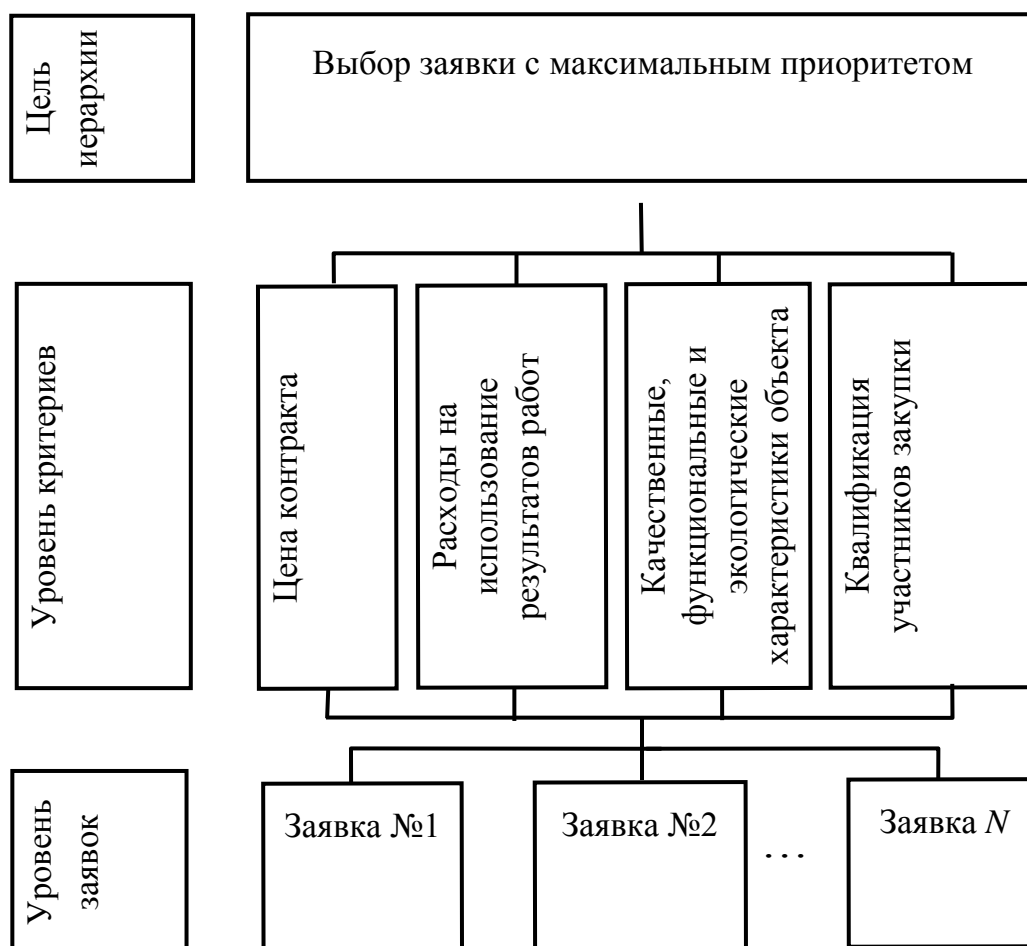 Цель
иерархии
Выбор заявки с максимальным приоритетом
Уровень критериев
Цена контракта
Расходы на
использование
результатов работ
Качественные,
функциональные и
экологические
характеристики объекта
Квалификация
участников закупки
Уровень
заявок
Заявка №1
Заявка №2
...
Заявка N